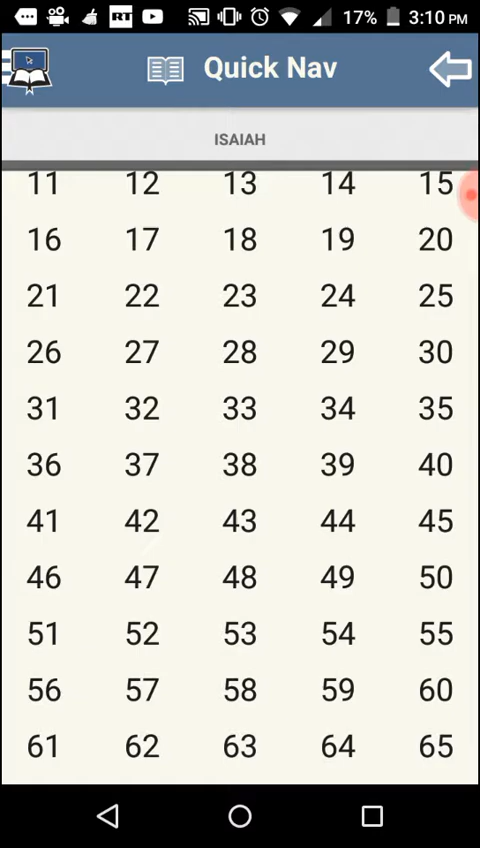 RT 17% 3:10 PM
Quick Nav
ISAIAH
11 12 13 14 15
16 17 18 19 20
21 22 23 24 25
26 27 28 29 30
31 32 33 34 35
36 37 38 39 40
41 42 43 44 45
46 47 48 49 50
51 52 53 54 55
56 57 58 59 60
61 62 63 64 65